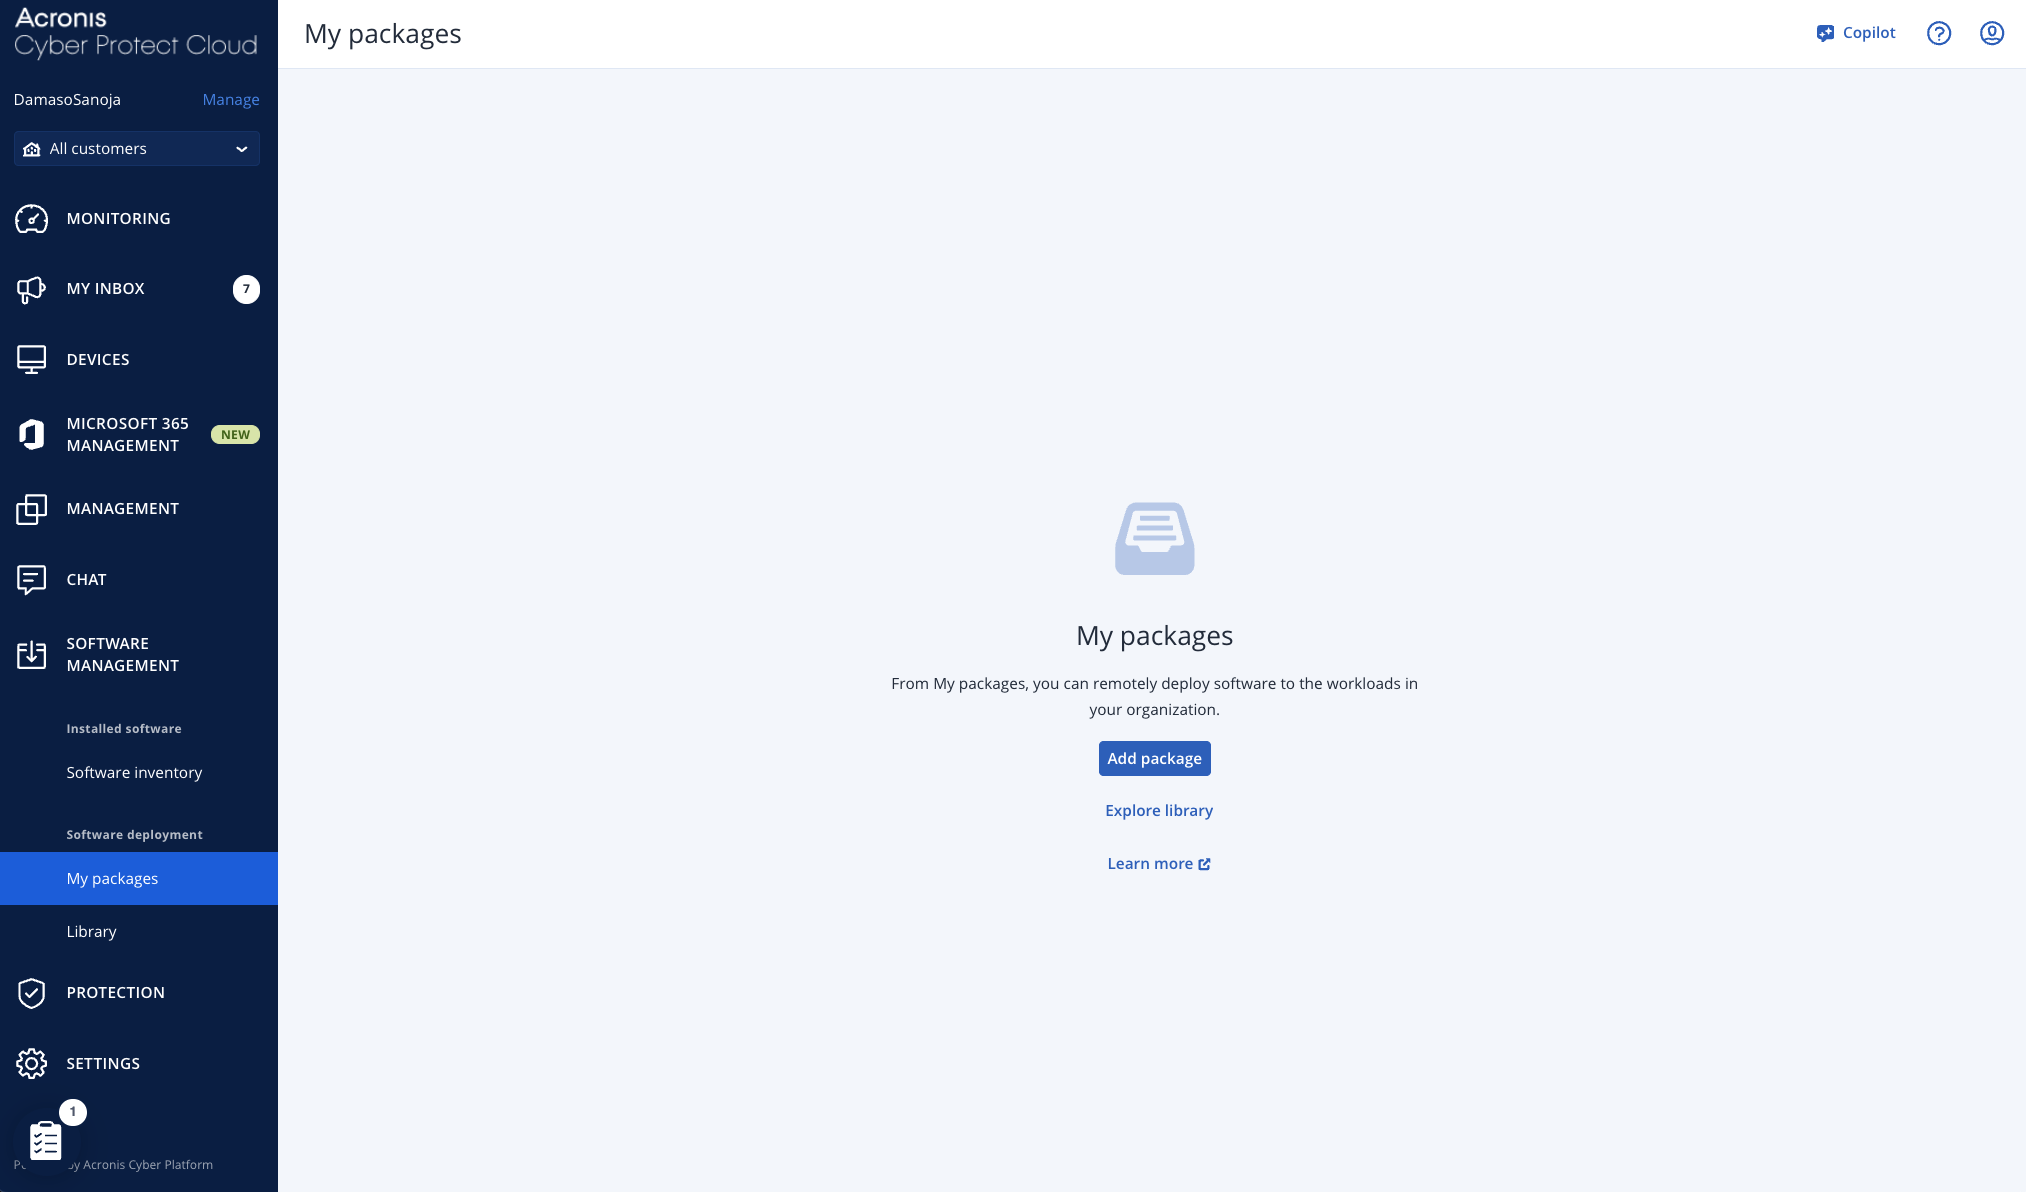 Acronis
Cyber Protect Cloud
DamasoSanoja
Manage
All customers
MONITORING
MY INBOX
7
DEVICES
MICROSOFT 365
MANAGEMENT
NEW
MANAGEMENT
CHAT
SOFTWARE
MANAGEMENT
Installed software
Software inventory
Software deployment
My packages
Library
PROTECTION
SETTINGS
1
Acronis Cyber Platform
My packages
Copilot
My packages
From My packages, you can remotely deploy software to the workloads in
your organization.
Add package
Explore library
Learn more